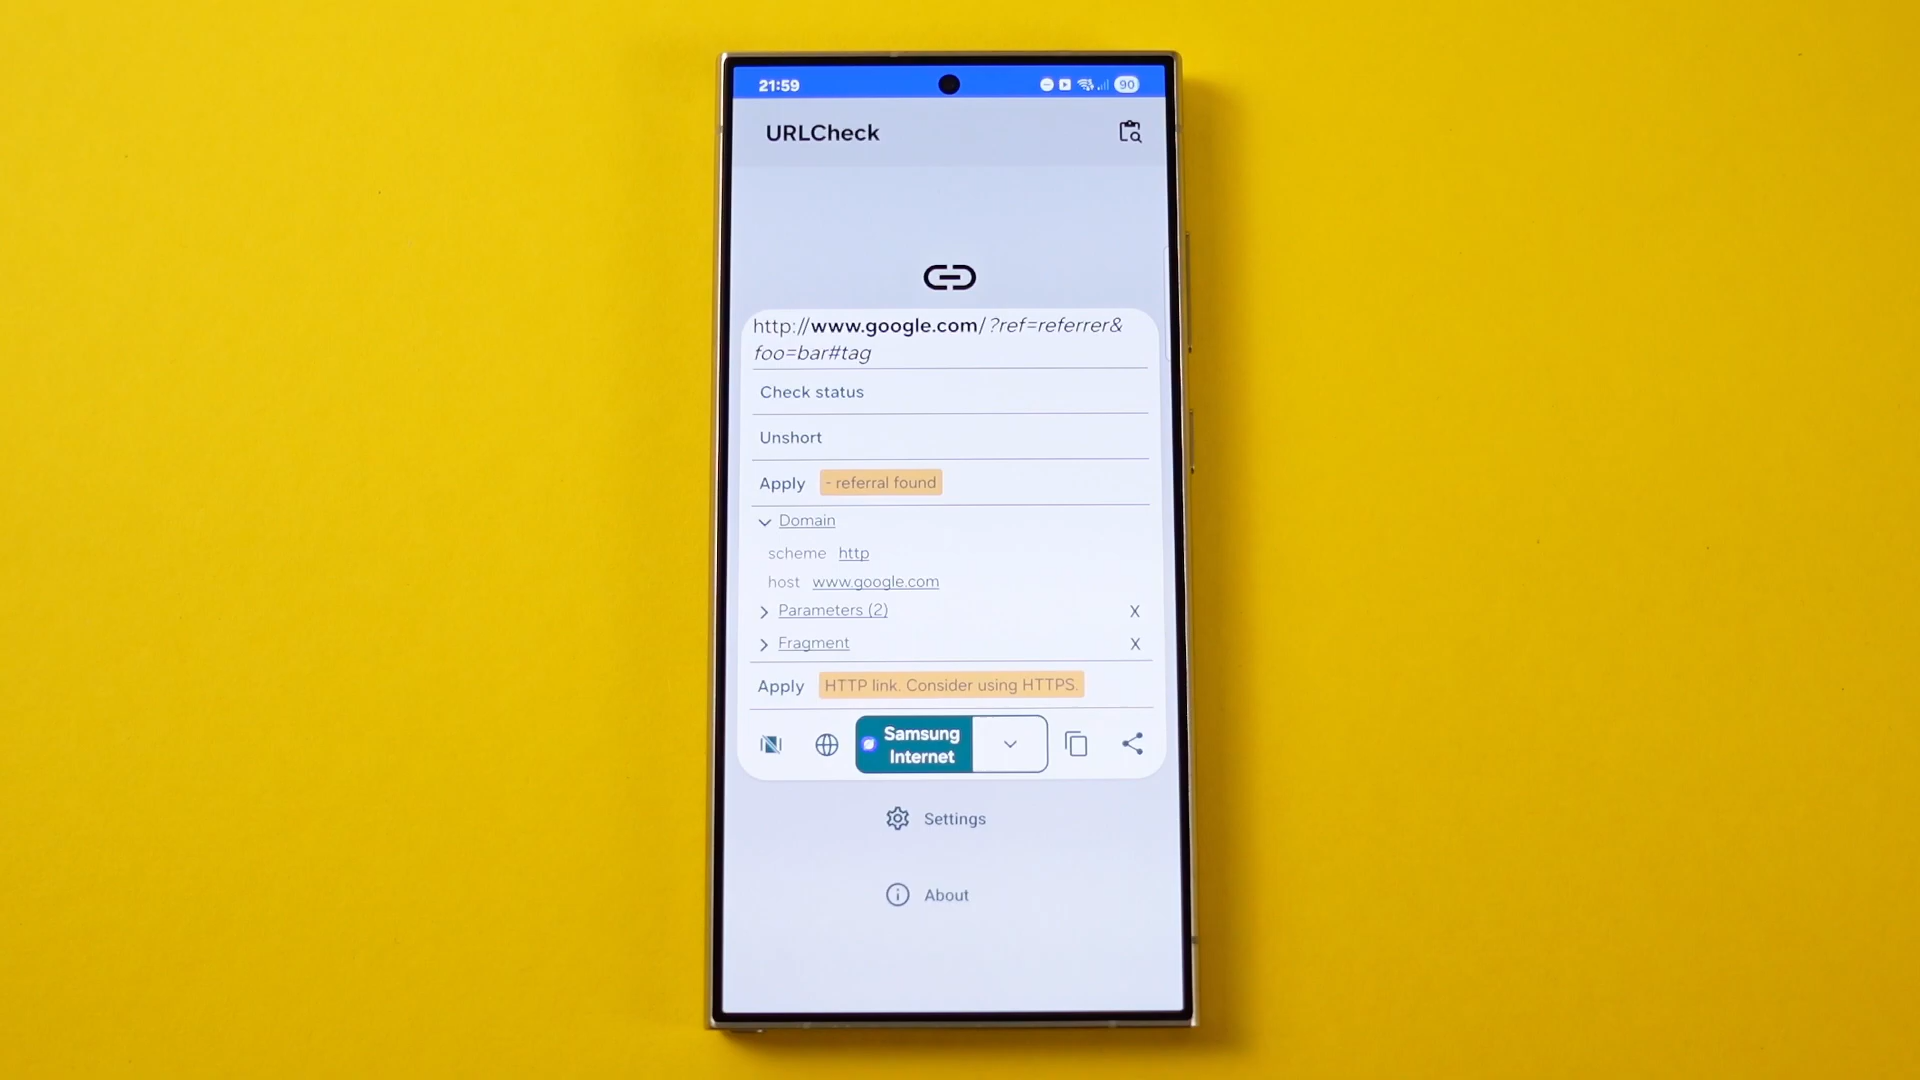 21:59
90
URLCheck
http://www.google.com/?ref=referrer&
foo=bar#tag
Check status
Unshort
Apply - referral found
Domain
scheme http
host www.google.com
Parameters (2) X
Fragment X
Apply HTTP link. Consider using HTTPS.
Samsung
Internet
Settings
About